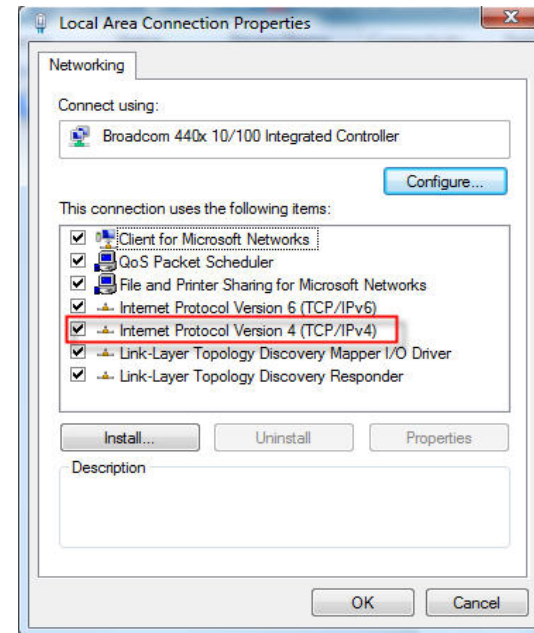 Local Area Connection Properties
Networking
Connect using:
Broadcom 440x 10/100 Integrated Controller
Configure...
This connection uses the following items:
Client for Microsoft Networks
QoS Packet Scheduler
File and Printer Sharing for Microsoft Networks
Internet Protocol Version 6 (TCP/IPv6)
Internet Protocol Version 4 (TCP/IPv4)
Link-Layer Topology Discovery Mapper I/O Driver
Link-Layer Topology Discovery Responder
Install... Uninstall Properties
Description
OK Cancel